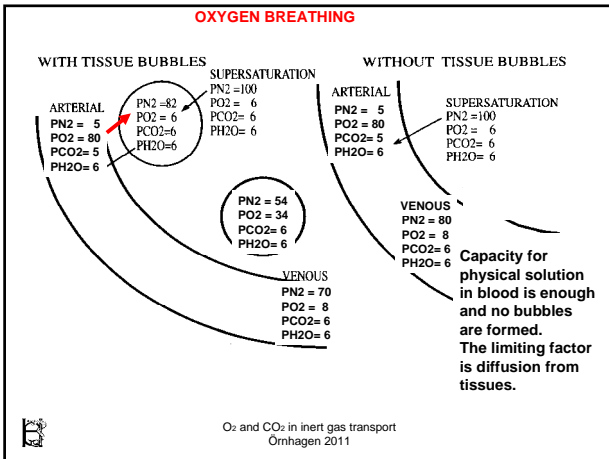 OXYGEN BREATHING
WITH TISSUE BUBBLES
ARTERIAL
PN2 = 5
PO2 = 80
PCO2= 5
PH2O= 6
PN2 =82
PO2 = 6
PCO2=6
PH2O=6
SUPERSATURATION
PN2 =100
PO2 = 6
PCO2= 6
PH2O= 6
PN2 = 54
PO2 = 34
PCO2= 6
PH2O= 6
VENOUS
PN2 = 70
PO2 = 8
PCO2= 6
PH2O= 6
WITHOUT TISSUE BUBBLES
ARTERIAL
PN2 = 5
PO2 = 80
PCO2= 5
PH2O= 6
SUPERSATURATION
PN2 =100
PO2 = 6
PCO2= 6
PH2O= 6
VENOUS
PN2 = 80
PO2 = 8
PCO2= 6
PH2O= 6
Capacity for
physical solution
in blood is enough
and no bubbles
are formed.
The limiting factor
is diffusion from
tissues.
O₂ and CO₂ in inert gas transport
Örnhagen 2011